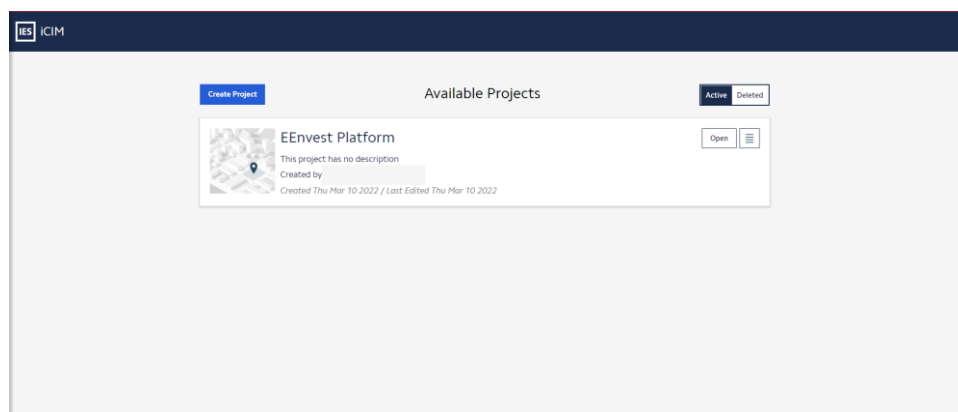 IES iCIM
Create Project
Available Projects
Active Deleted
EEnvest Platform
Open
This project has no description
Created by
Created Thu Mar 10 2022 / Last Edited Thu Mar 10 2022